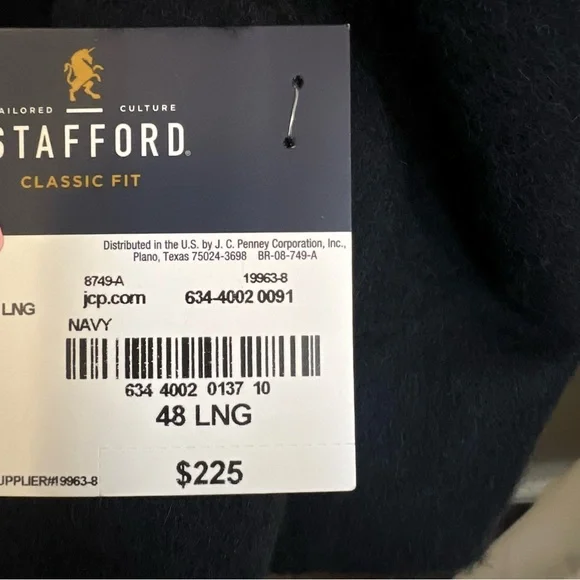 AILORED CULTURE
STAFFORD®
CLASSIC FIT
Distributed in the U.S. by J. C. Penney Corporation, Inc.,
Plano, Texas 75024-3698 BR-08-749-A
8749-A 19963-8
jcp.com 634-4002 0091
LNG
NAVY
634 4002 0137 10
48 LNG
UPPLIER#19963-8
$225